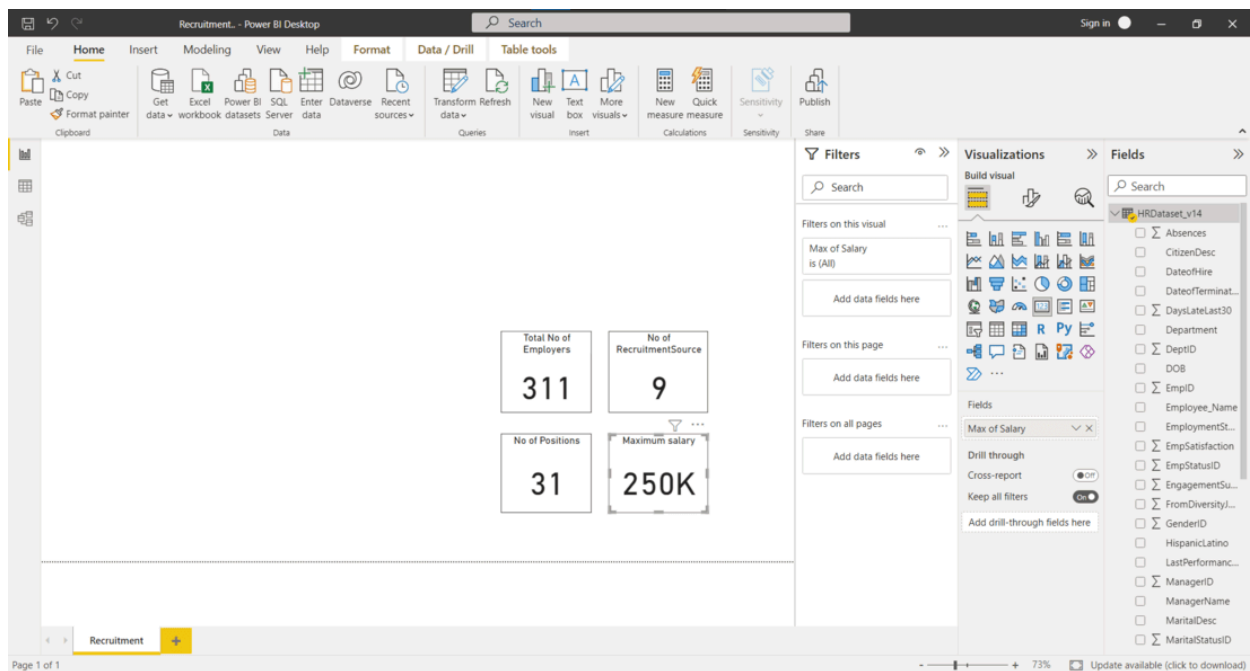 Recruitment.. - Power BI Desktop
Search
Sign in
File Home Insert Modeling View Help Format Data / Drill Table tools
Paste
Cut
Copy
Format painter
Clipboard
Get data
Excel workbook
Power BI datasets
SQL Server
Enter data
Dataverse
Recent sources
Data
Transform data
Refresh
Queries
New visual
Text box
More visuals
Insert
New measure
Quick measure
Calculations
Sensitivity
Sensitivity
Publish
Share
Total No of
Employers
311
No of
RecruitmentSource
9
No of Positions
31
Maximum salary
250K
Filters
Search
Filters on this visual ...
Max of Salary
is (All)
Add data fields here
Filters on this page ...
Add data fields here
Filters on all pages ...
Add data fields here
Visualizations
Build visual
R Py
...
Fields
Max of Salary
Drill through
Cross-report Off
Keep all filters On
Add drill-through fields here
Fields
Search
HRDataset_v14
Absences
CitizenDesc
DateofHire
DateofTerminat...
DaysLateLast30
Department
DeptID
DOB
EmpID
Employee_Name
EmploymentSt...
EmpSatisfaction
EmpStatusID
EngagementSu...
FromDiversityJ...
GenderID
HispanicLatino
LastPerformanc...
ManagerID
ManagerName
MaritalDesc
MaritalStatusID
Recruitment
Page 1 of 1
- + 73%
Update available (click to download)